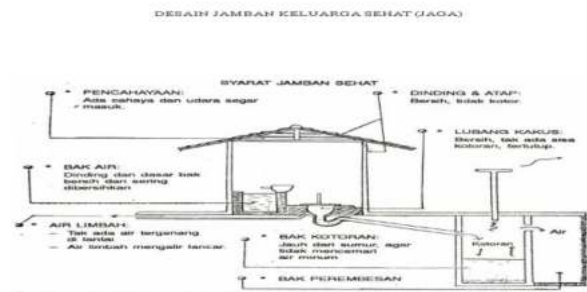 DESAIN JAMBAN KELUARGA SEHAT (JAGA)
SYARAT JAMBAN SEHAT
* PENCAHAYAAN:
Ada cahaya dan udara segar
masuk.
* DINDING & ATAP:
Bersih, tidak kotor.
* LUBANG KAKUS:
Bersih, tak ada sisa
kotoran, tertutup.
* BAK AIR:
Dinding dan dasar bak
bersih dan sering
dibersihkan
* AIR LIMBAH:
– Tak ada air tergenang
di lantai
– Air limbah mengalir lancar.
* BAK KOTORAN:
Jauh dari sumur, agar
tidak mencemari
air minum
* BAK PEREMBESAN
Kotoran
Air